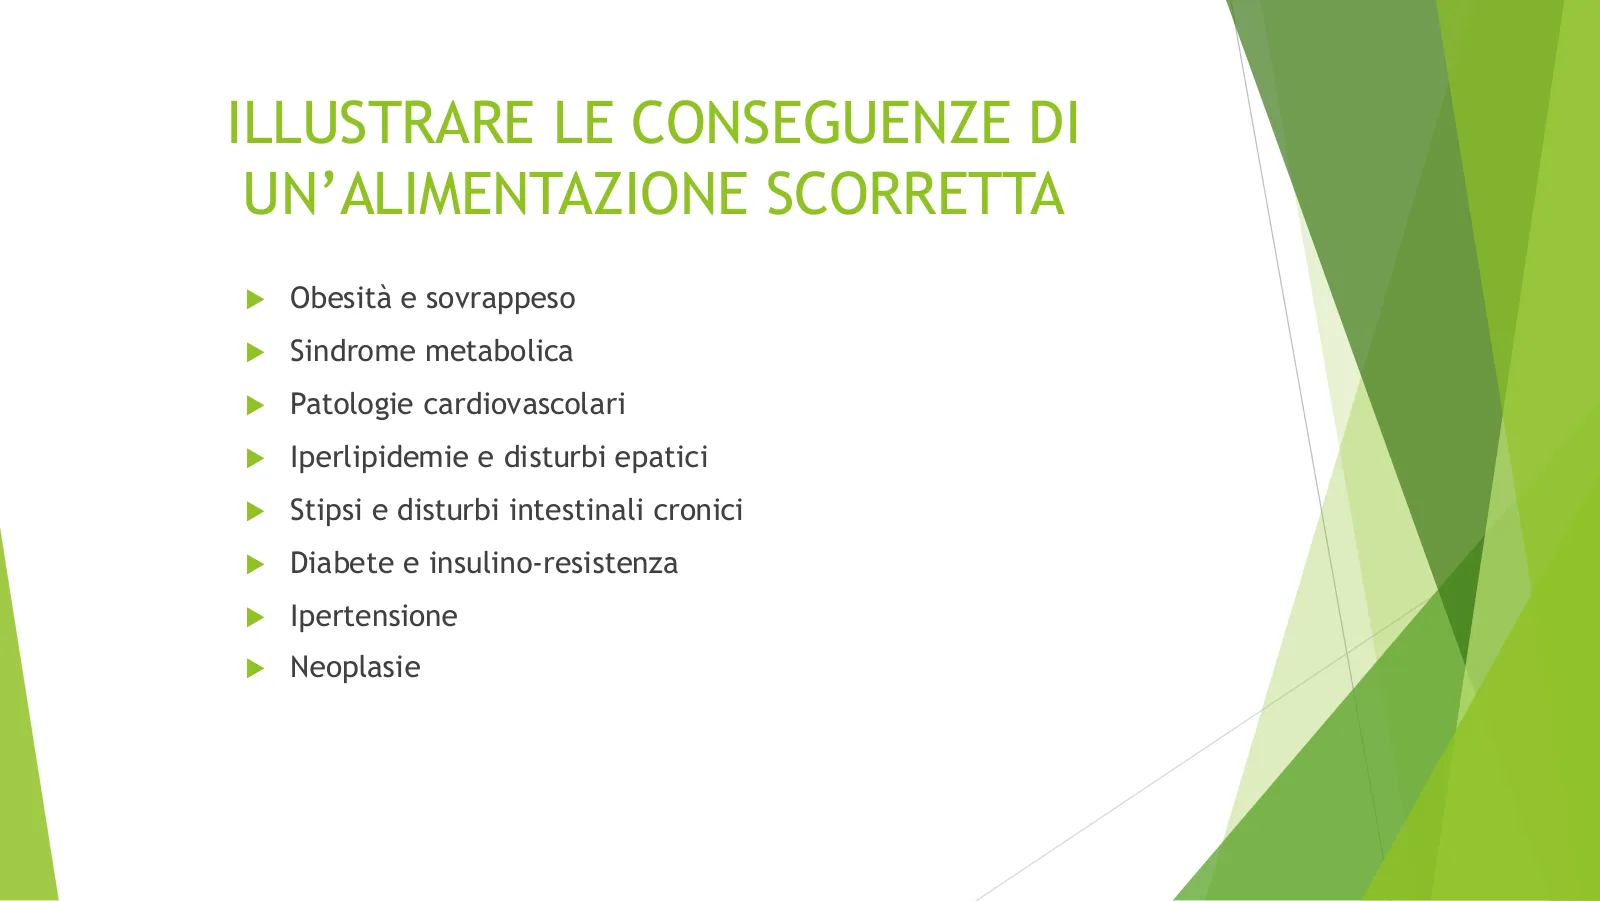 ILLUSTRARE LE CONSEGUENZE DI
UN’ALIMENTAZIONE SCORRETTA
Obesità e sovrappeso
Sindrome metabolica
Patologie cardiovascolari
Iperlipidemie e disturbi epatici
Stipsi e disturbi intestinali cronici
Diabete e insulino-resistenza
Ipertensione
Neoplasie